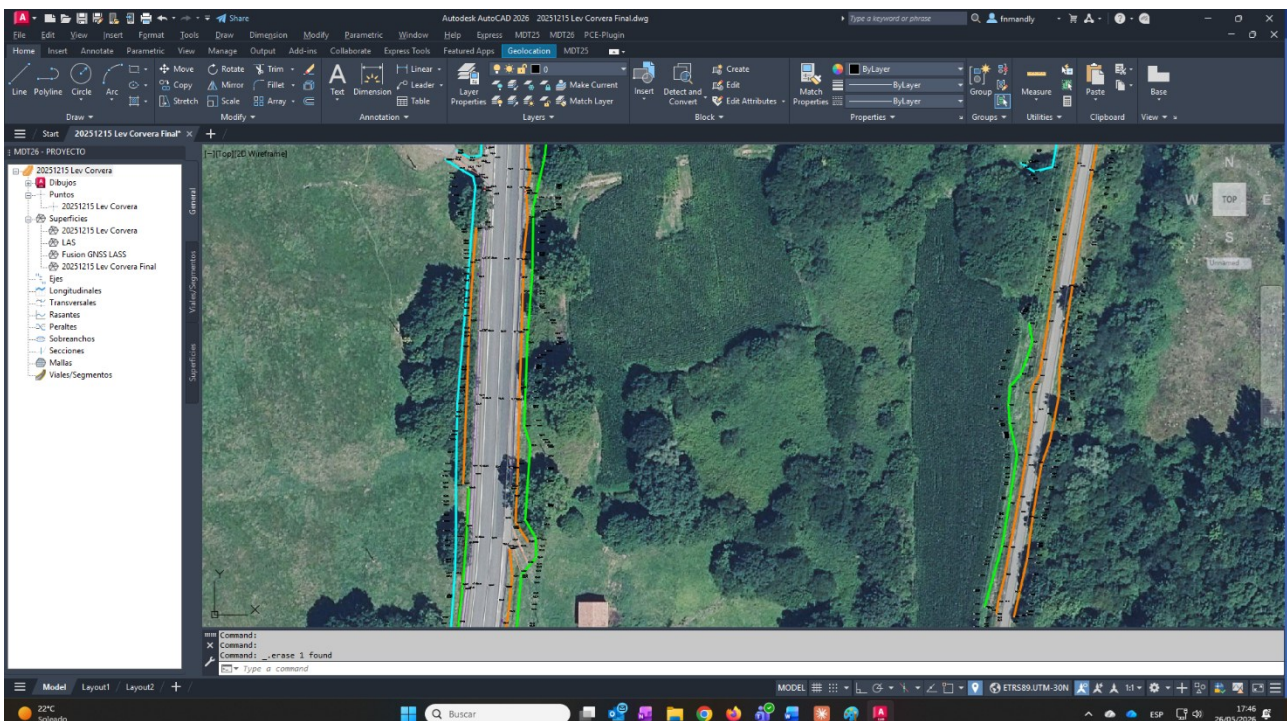 Share
Autodesk AutoCAD 2026 20251215 Lev Corvera Final.dwg
Type a keyword or phrase
fnmandly
File Edit View Insert Format Tools Draw Dimension Modify Parametric Window Help Express MDT25 MDT26 PCE-Plugin
Home Insert Annotate Parametric View Manage Output Add-ins Collaborate Express Tools Featured Apps Geolocation MDT25
Line Polyline Circle Arc
Move Rotate Trim
Copy Mirror Fillet
Stretch Scale Array
Text Dimension
Linear
Leader
Table
Layer Properties
0
Make Current
Match Layer
Insert
Detect and Convert
Create
Edit
Edit Attributes
Match Properties
ByLayer
ByLayer
ByLayer
Group
Measure
Paste
Base
Draw Modify Annotation Layers Block Properties Groups Utilities Clipboard View
Start 20251215 Lev Corvera Final*
MDT26 - PROYECTO
20251215 Lev Corvera
Dibujos
Puntos
20251215 Lev Corvera
Superficies
20251215 Lev Corvera
LAS
Fusion GNSS LASS
20251215 Lev Corvera Final
Ejes
Longitudinales
Transversales
Rasantes
Peraltes
Sobreanchos
Secciones
Mallas
Viales/Segmentos
General
Viales/Segmentos
Superficies
[-][Top][2D Wireframe]
N
W TOP E
S
Unnamed
Y
X
Command:
Command:
Command: _.erase 1 found
Type a command
Model Layout1 Layout2 +
MODEL
ETRS89.UTM-30N
1:1
22°C
Soleado
Buscar
ESP
17:46
26/05/2026